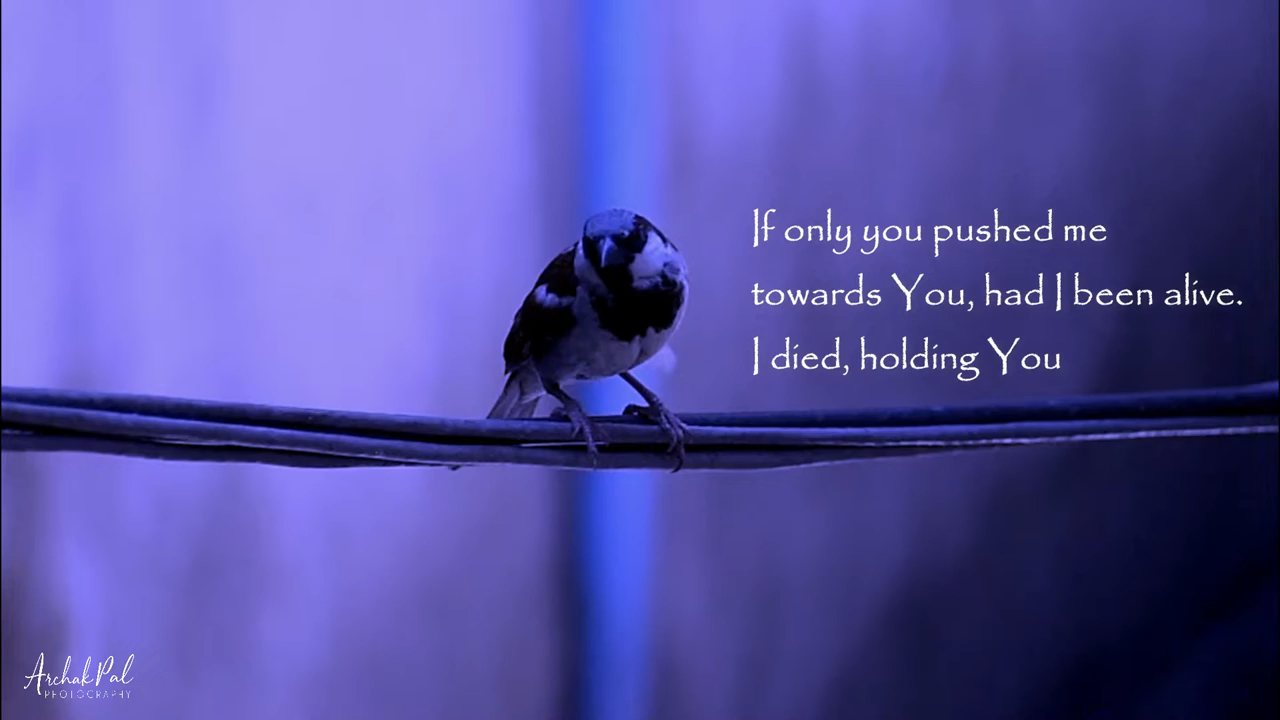 If only you pushed me
towards You, had I been alive.
I died, holding You
Archak Pal
PHOTOGRAPHY